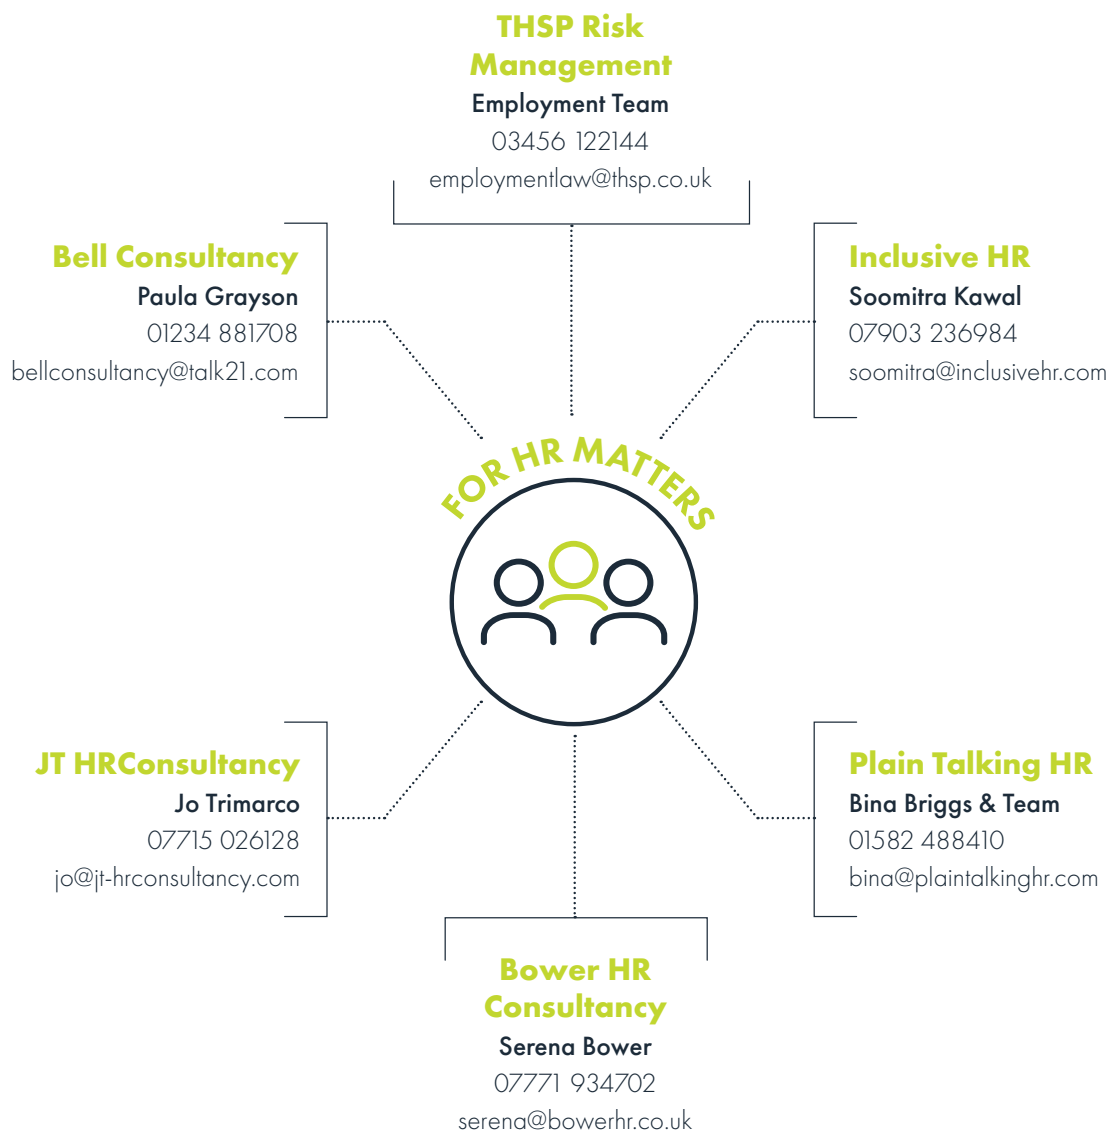 THSP Risk
Management
Employment Team
03456 122144
employmentlaw@thsp.co.uk
Bell Consultancy
Paula Grayson
01234 881708
bellconsultancy@talk21.com
Inclusive HR
Soomitra Kawal
07903 236984
soomitra@inclusivehr.com
FOR HR MATTERS
JT HRConsultancy
Jo Trimarco
07715 026128
jo@jt-hrconsultancy.com
Plain Talking HR
Bina Briggs & Team
01582 488410
bina@plaintalkinghr.com
Bower HR
Consultancy
Serena Bower
07771 934702
serena@bowerhr.co.uk